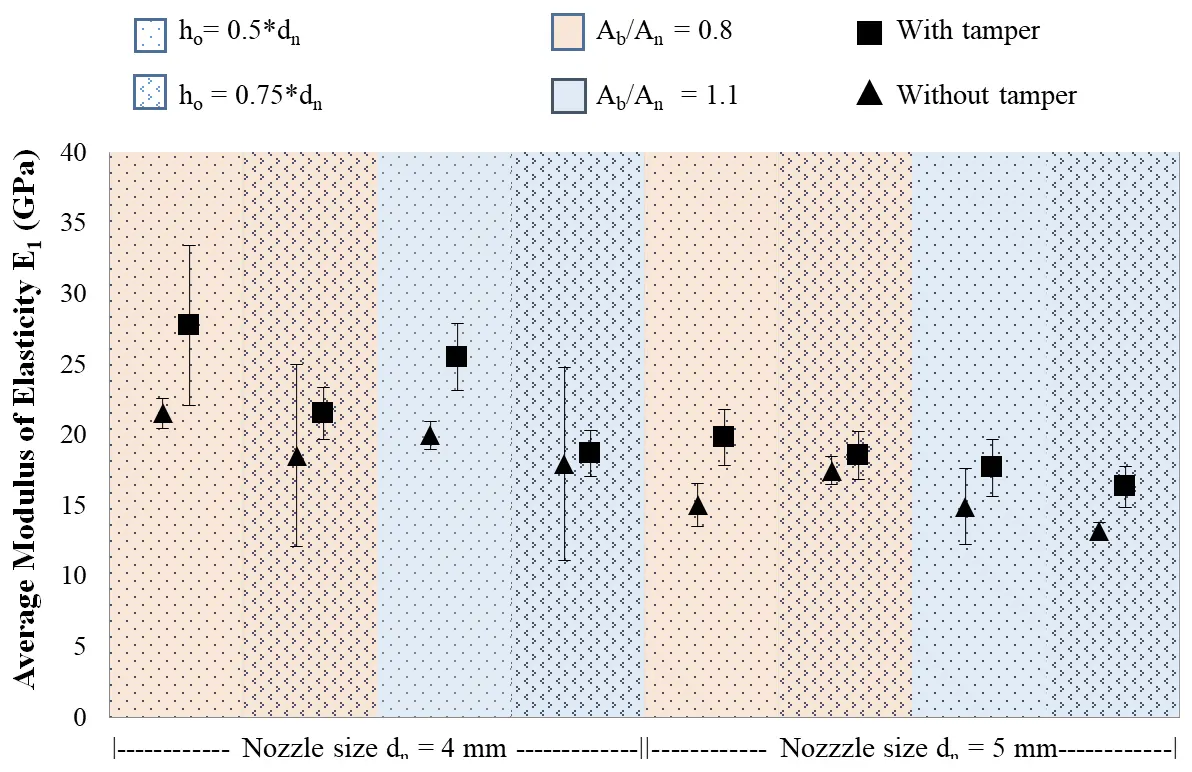 ho= 0.5*dn
Ab/An = 0.8
With tamper
ho = 0.75*dn
Ab/An = 1.1
Without tamper
Average Modulus of Elasticity E1 (GPa)
40
35
30
25
20
15
10
5
0
|------------ Nozzle size dn = 4 mm -------------||------------ Nozzzle size dn = 5 mm------------|